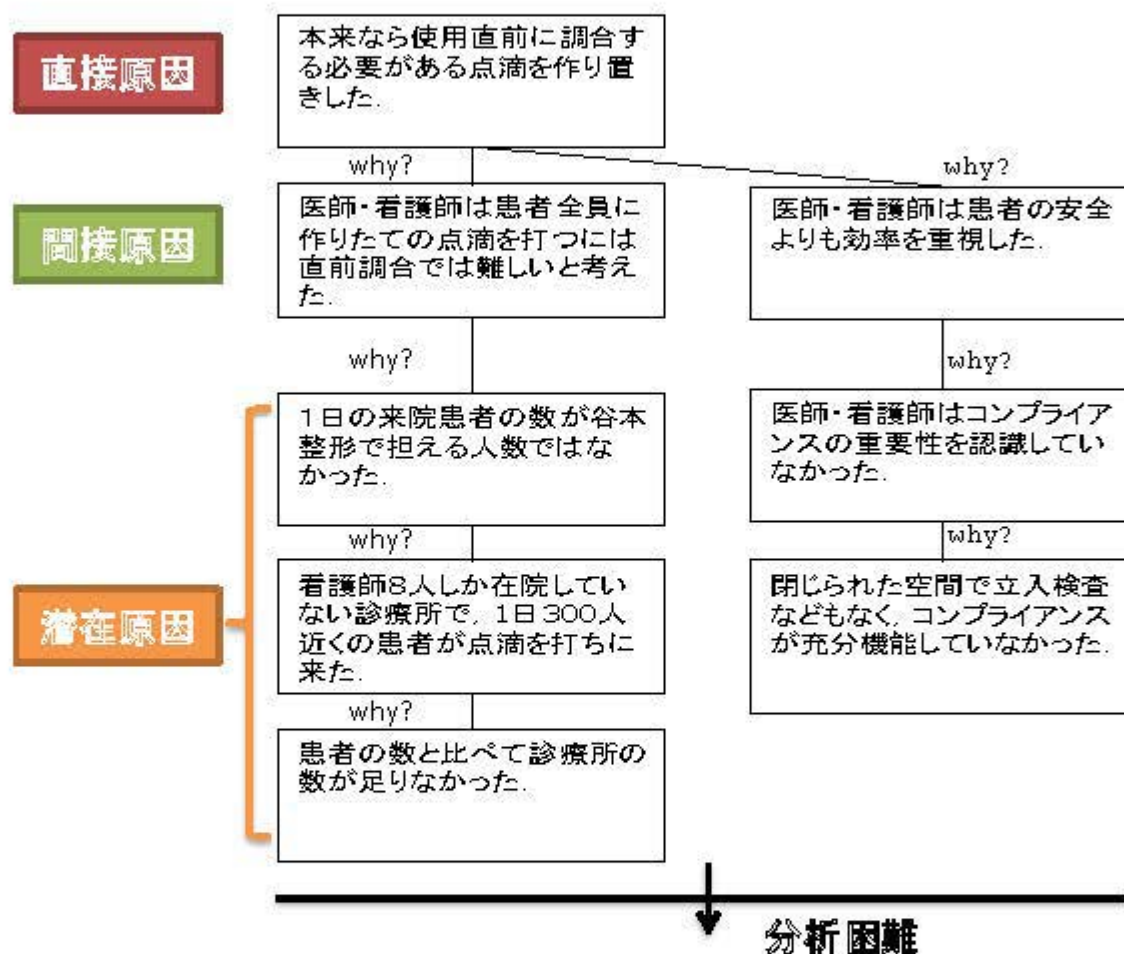 直接原因
本来なら使用直前に調合す
る必要がある点滴を作り置
きした.
why?
why?
間接原因
医師・看護師は患者全員に
作りたての点滴を打つには
直前調合では難しいと考え
た.
医師・看護師は患者の安全
よりも効率を重視した.
why?
why?
潜在原因
1日の来院患者の数が谷本
整形で担える人数ではな
かった.
医師・看護師はコンプライア
ンスの重要性を認識してい
なかった.
why?
why?
看護師8人しか在院してい
ない診療所で, 1日300人
近くの患者が点滴を打ちに
来た.
閉じられた空間で立入検査
などもなく, コンプライアンス
が充分機能していなかった.
why?
患者の数と比べて診療所の
数が足りなかった.
分析困難